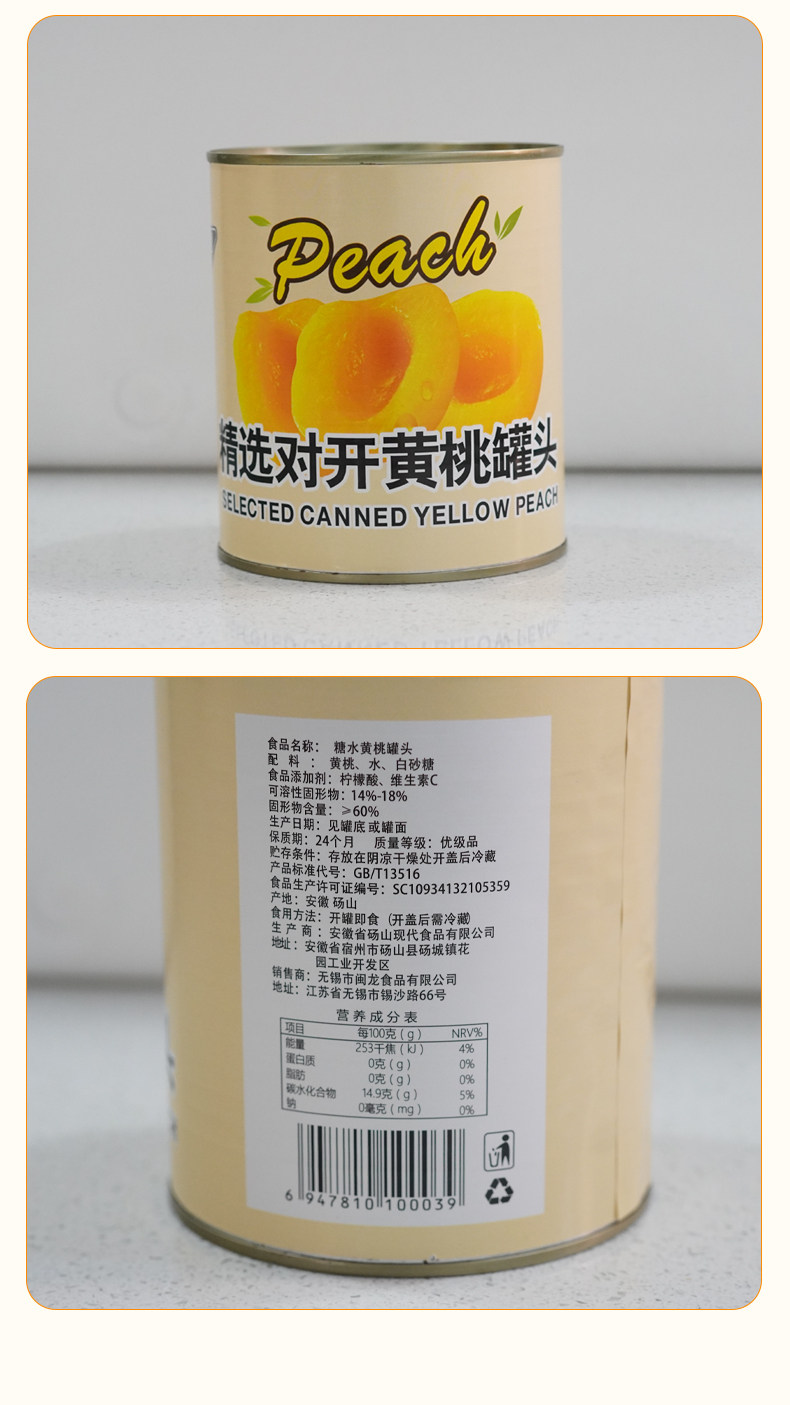 Peach
精选对开黄桃罐头
SELECTED CANNED YELLOW PEACH
食品名称： 糖水黄桃罐头
配 料 ： 黄桃、水、白砂糖
食品添加剂：柠檬酸、维生素C
可溶性固形物：14%-18%
固形物含量：≥60%
生产日期：见罐底或罐面
保质期：24个月 质量等级：优级品
贮存条件：存放在阴凉干燥处开盖后冷藏
产品标准代号：GB/T13516
食品生产许可证编号：SC10934132105359
产地：安徽 砀山
食用方法：开罐即食（开盖后需冷藏）
生 产 商：安徽省砀山现代食品有限公司
地址：安徽省宿州市砀山县砀城镇花
园工业开发区
销售商：无锡市闽龙食品有限公司
地址：江苏省无锡市锡沙路66号
营养成分表
项目 每100克（g） NRV%
能量 253千焦（kJ） 4%
蛋白质 0克（g） 0%
脂肪 0克（g） 0%
碳水化合物 14.9克（g） 5%
钠 0毫克（mg） 0%
6 947810 100039